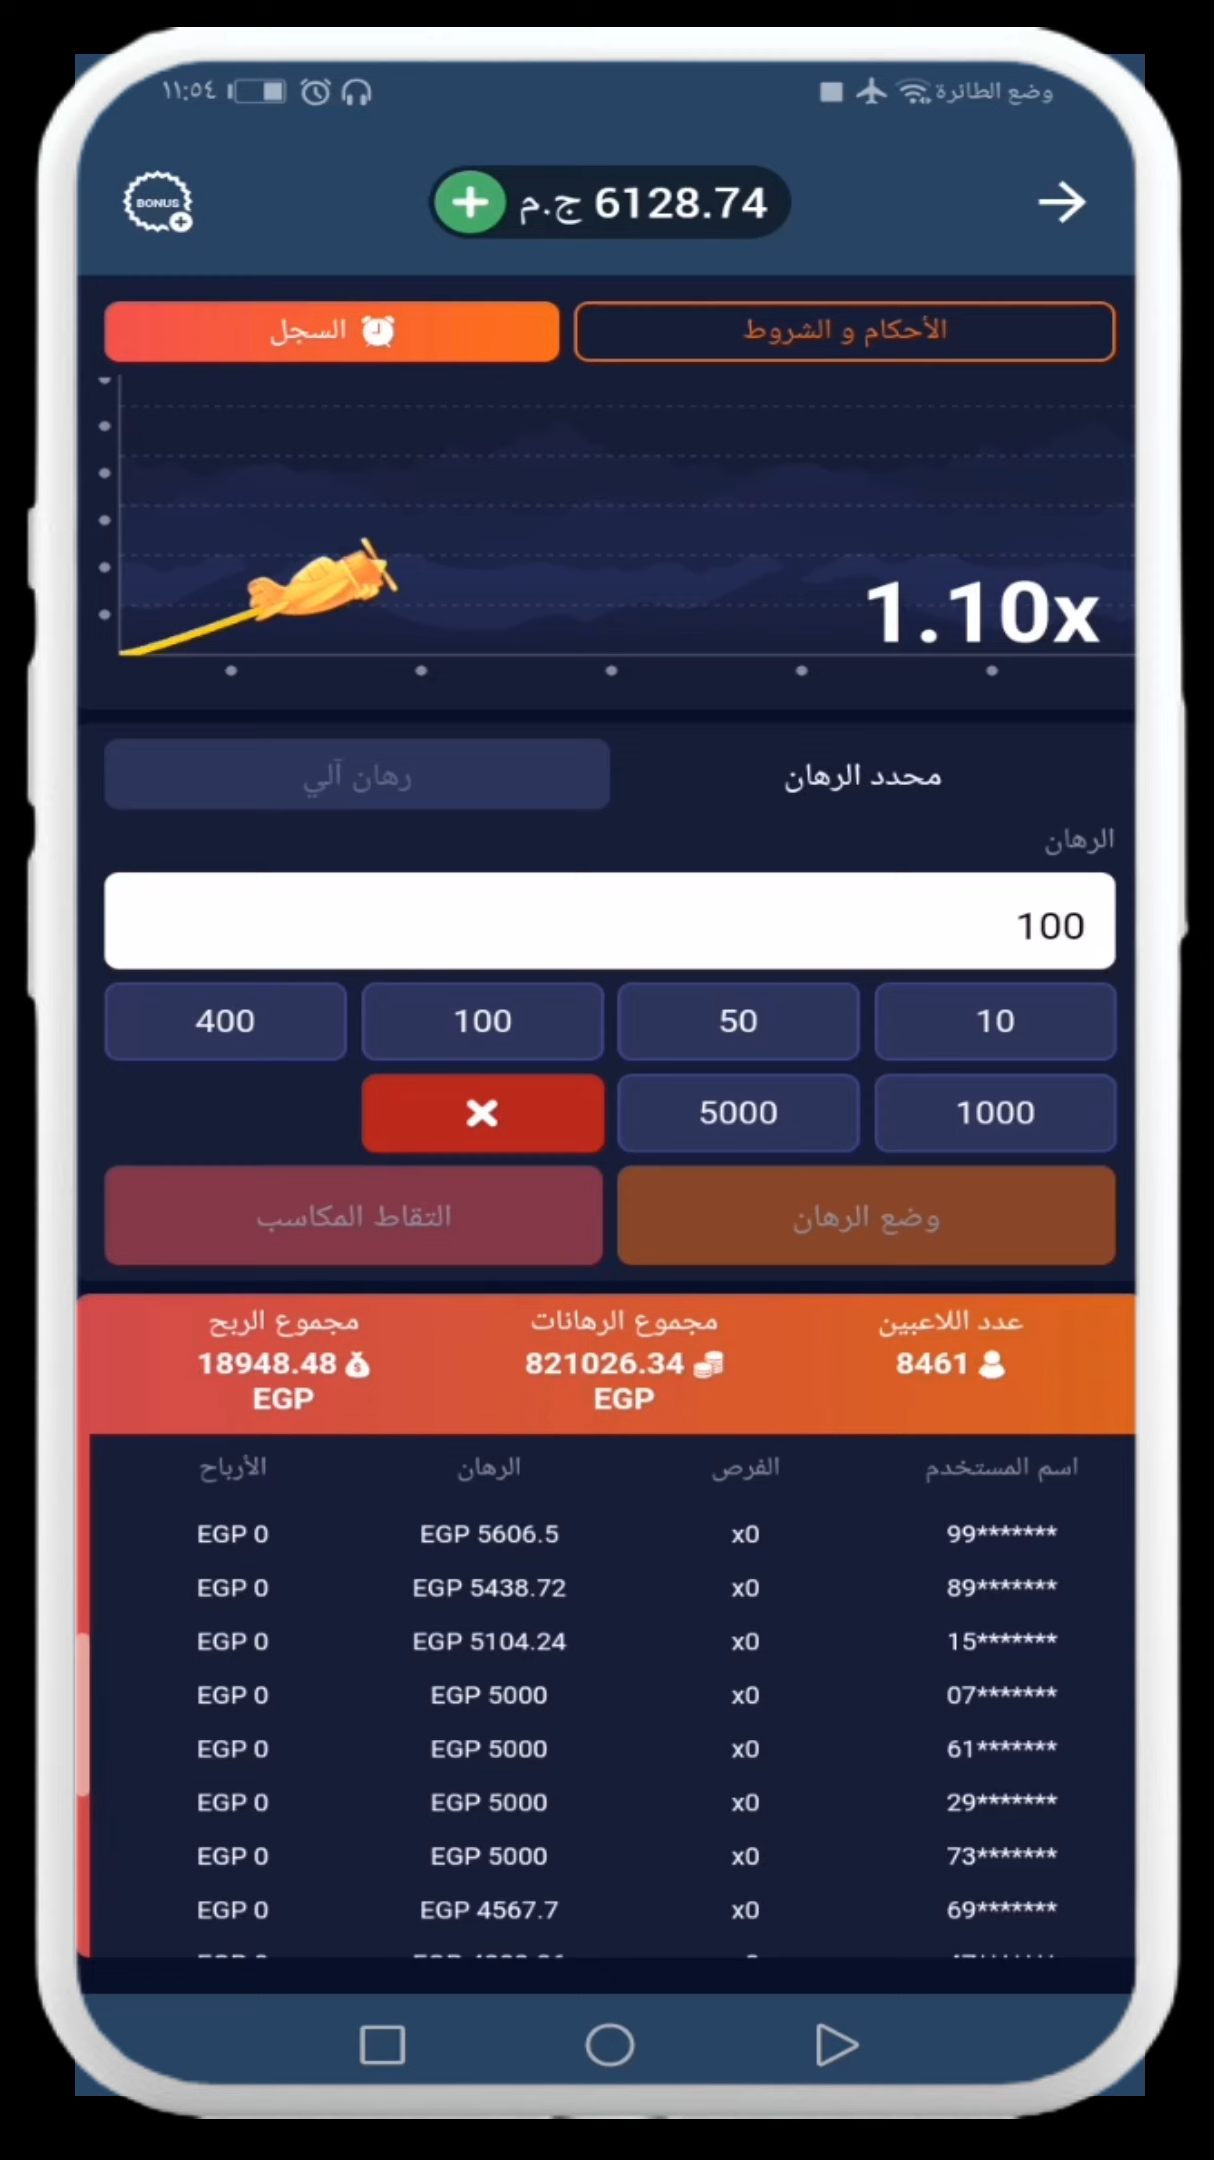 وضع الطائرة ١١:٥٤
6128.74 ج.م
BONUS
الأحكام و الشروط
السجل
1.10x
محدد الرهان
رهان آلي
الرهان
100
10 50 100 400
1000 5000
وضع الرهان
التقاط المكاسب
عدد اللاعبين مجموع الرهانات مجموع الربح
8461 821026.34 18948.48
EGP EGP
اسم المستخدم الفرص الرهان الأرباح
99******* x0 EGP 5606.5 EGP 0
89******* x0 EGP 5438.72 EGP 0
15******* x0 EGP 5104.24 EGP 0
07******* x0 EGP 5000 EGP 0
61******* x0 EGP 5000 EGP 0
29******* x0 EGP 5000 EGP 0
73******* x0 EGP 5000 EGP 0
69******* x0 EGP 4567.7 EGP 0